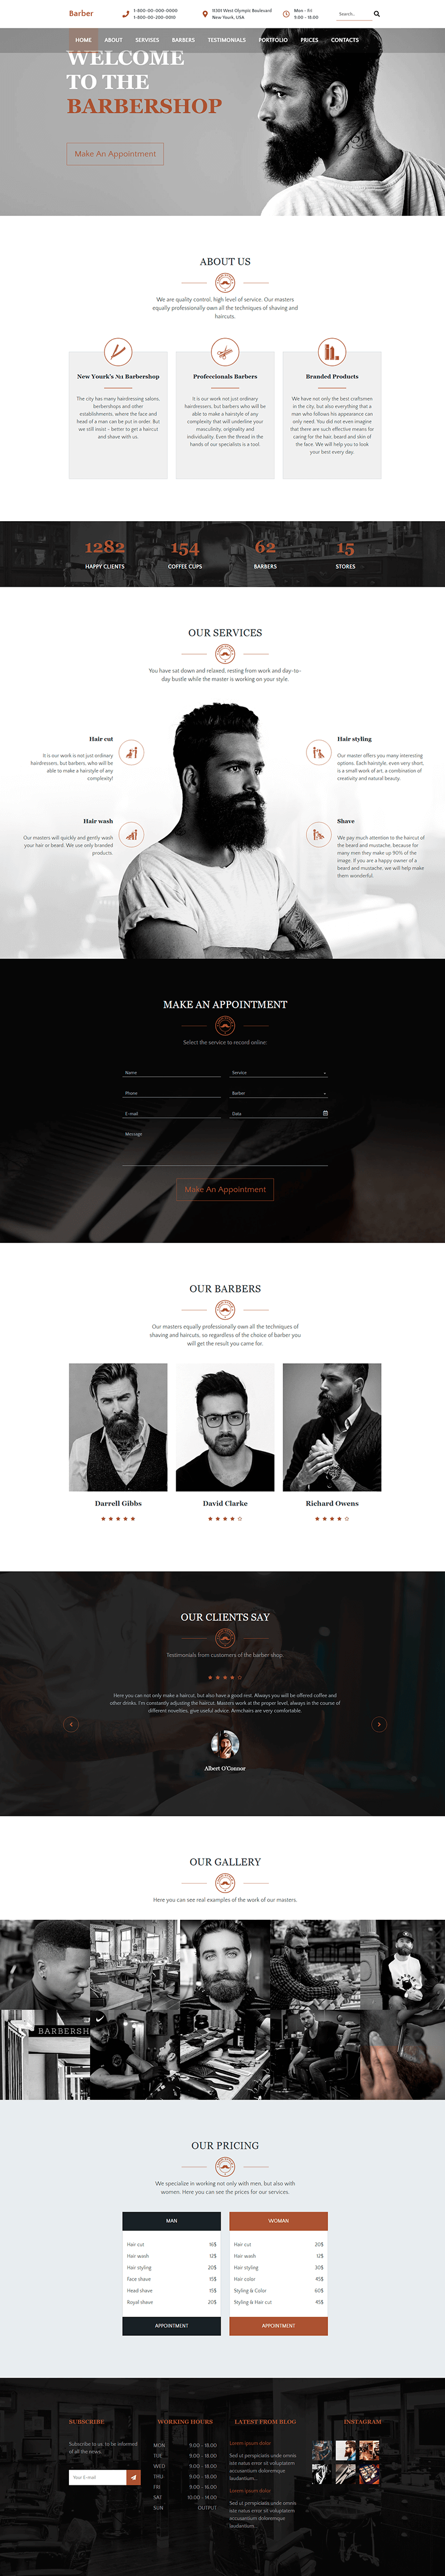 Barber
1-800-00-000-0000
1-800-00-200-0010
11301 West Olympic Boulevard
New Yourk, USA
Mon - Fri
9.00 - 18.00
Search...
HOME ABOUT SERVISES BARBERS TESTIMONIALS PORTFOLIO PRICES CONTACTS
WELCOME
TO THE
BARBERSHOP
Make An Appointment
ABOUT US
We are quality control, high level of service. Our masters
equally professionally own all the techniques of shaving and
haircuts.
New Yourk's №1 Barbershop
The city has many hairdressing salons,
berbershops and other
establishments, where the face and
head of a man can be put in order. But
we still insist - better to get a haircut
and shave with us.
Profeccionals Barbers
It is our work not just ordinary
hairdressers, but barbers who will be
able to make a hairstyle of any
complexity that will underline your
masculinity, originality and
individuality. Even the thread in the
hands of our specialists is a tool.
Branded Products
We have not only the best craftsmen
in the city, but also everything that a
man who follows his appearance can
only need. You did not even imagine
that there are such effective means for
caring for the hair, beard and skin of
the face. We will help you to look
your best every day.
1282 154 62 15
HAPPY CLIENTS COFFEE CUPS BARBERS STORES
OUR SERVICES
You have sat down and relaxed, resting from work and day-to-
day bustle while the master is working on your style.
Hair cut
It is our work is not just ordinary
hairdressers, but barbers, who will be
able to make a hairstyle of any
complexity!
Hair wash
Our masters will quickly and gently wash
your hair or beard. We use only branded
products.
Hair styling
Our master offers you many interesting
options. Each hairstyle, even very short,
is a small work of art, a combination of
creativity and natural beauty.
Shave
We pay much attention to the haircut of
the beard and mustache, because for
many men they make up 90% of the
image. If you are a happy owner of a
beard and mustache, we will help make
them wonderful.
MAKE AN APPOINTMENT
Select the service to record online:
Name
Service
Phone
Barber
E-mail
Data
Message
Make An Appointment
OUR BARBERS
Our masters equally professionally own all the techniques of
shaving and haircuts, so regardless of the choice of barber you
will get the result you came for.
Darrell Gibbs
David Clarke
Richard Owens
OUR CLIENTS SAY
Testimonials from customers of the barber shop.
Here you can not only make a haircut, but also have a good rest. Always you will be offered coffee and
other drinks. I'm constantly adjusting the haircut. Masters work at the proper level, always in the course of
different novelties, give useful advice. Armchairs are very comfortable.
Albert O'Connor
OUR GALLERY
Here you can see real examples of the work of our masters.
BARBERSH
OUR PRICING
We specialize in working not only with men, but also with
women. Here you can see the prices for our services.
MAN
Hair cut 16$
Hair wash 12$
Hair styling 20$
Face shave 15$
Head shave 15$
Royal shave 20$
APPOINTMENT
WOMAN
Hair cut 20$
Hair wash 12$
Hair styling 30$
Hair color 45$
Styling & Color 60$
Styling & Hair cut 45$
APPOINTMENT
SUBSCRIBE
Subscribe to us, to be informed
of all the news.
Your E-mail
WORKING HOURS
MON 9.00 - 18.00
TUE 9.00 - 18.00
WED 9.00 - 18.00
THU 9.00 - 18.00
FRI 9.00 - 16.00
SAT 10.00 - 14.00
SUN OUTPUT
LATEST FROM BLOG
Lorem ipsum dolor
Sed ut perspiciatis unde omnis
iste natus error sit voluptatem
accusantium doloremque
laudantium...
Lorem ipsum dolor
Sed ut perspiciatis unde omnis
iste natus error sit voluptatem
accusantium doloremque
laudantium...
INSTAGRAM